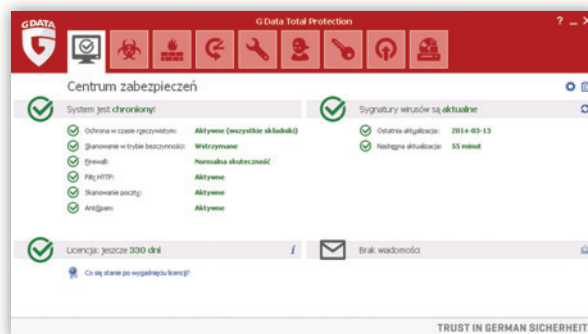 G Data Total Protection
G DATA
Centrum zabezpieczeń
System jest chroniony!
Ochrona w czasie rzeczywistym: Aktywne (wszystkie składniki)
Skanowanie w trybie bezczynności: Wstrzymane
Firewall: Normalna skuteczność
Filtr HTTP: Aktywne
Skanowanie poczty: Aktywne
AntiSpam: Aktywne
Sygnatury wirusów są aktualne
Ostatnia aktualizacja: 2014-03-13
Następna aktualizacja: 55 minut
Licencja: jeszcze 330 dni
Co się stanie po wygaśnięciu licencji?
Brak wiadomości
TRUST IN GERMAN SICHERHEIT